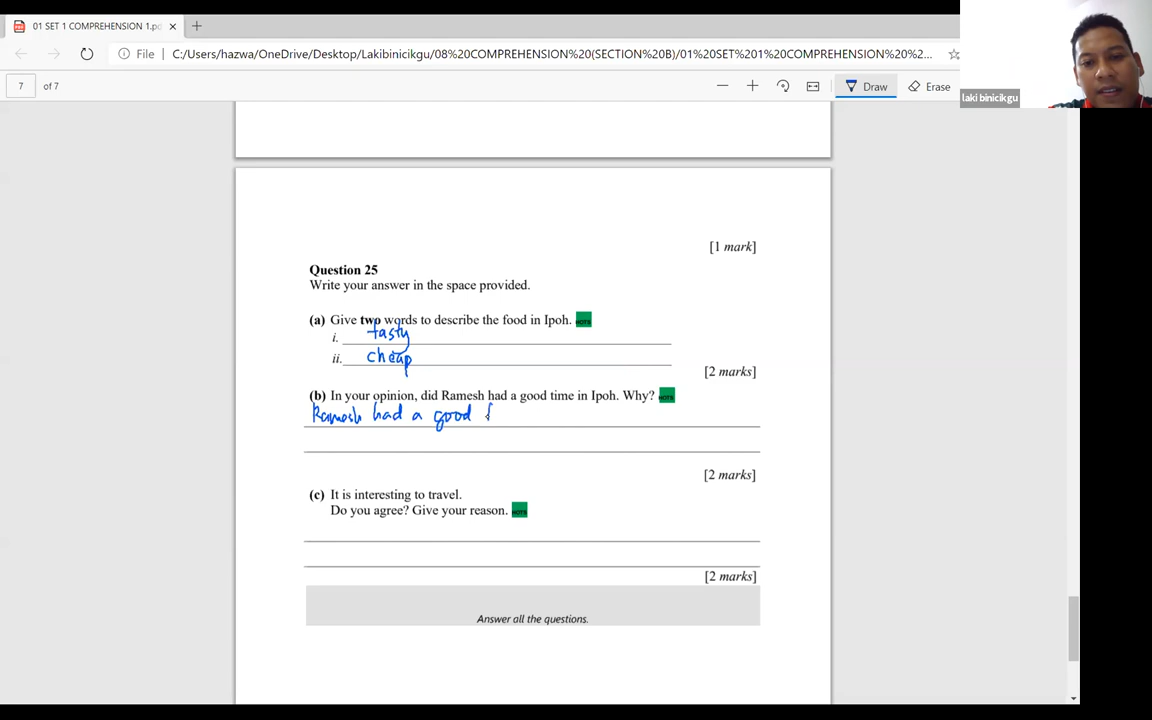 01 SET 1 COMPREHENSION 1.pd
File C:/Users/hazwa/OneDrive/Desktop/Lakibinicikgu/08%20COMPREHENSION%20(SECTION%20B)/01%20SET%201%20COMPREHENSION%20%2...
7 of 7
Draw
Erase
laki binicikgu
[1 mark]
Question 25
Write your answer in the space provided.
(a) Give two words to describe the food in Ipoh. HOTS
i. tasty
ii. cheap
[2 marks]
(b) In your opinion, did Ramesh had a good time in Ipoh. Why? HOTS
Ramesh had a good
[2 marks]
(c) It is interesting to travel.
Do you agree? Give your reason. HOTS
[2 marks]
Answer all the questions.